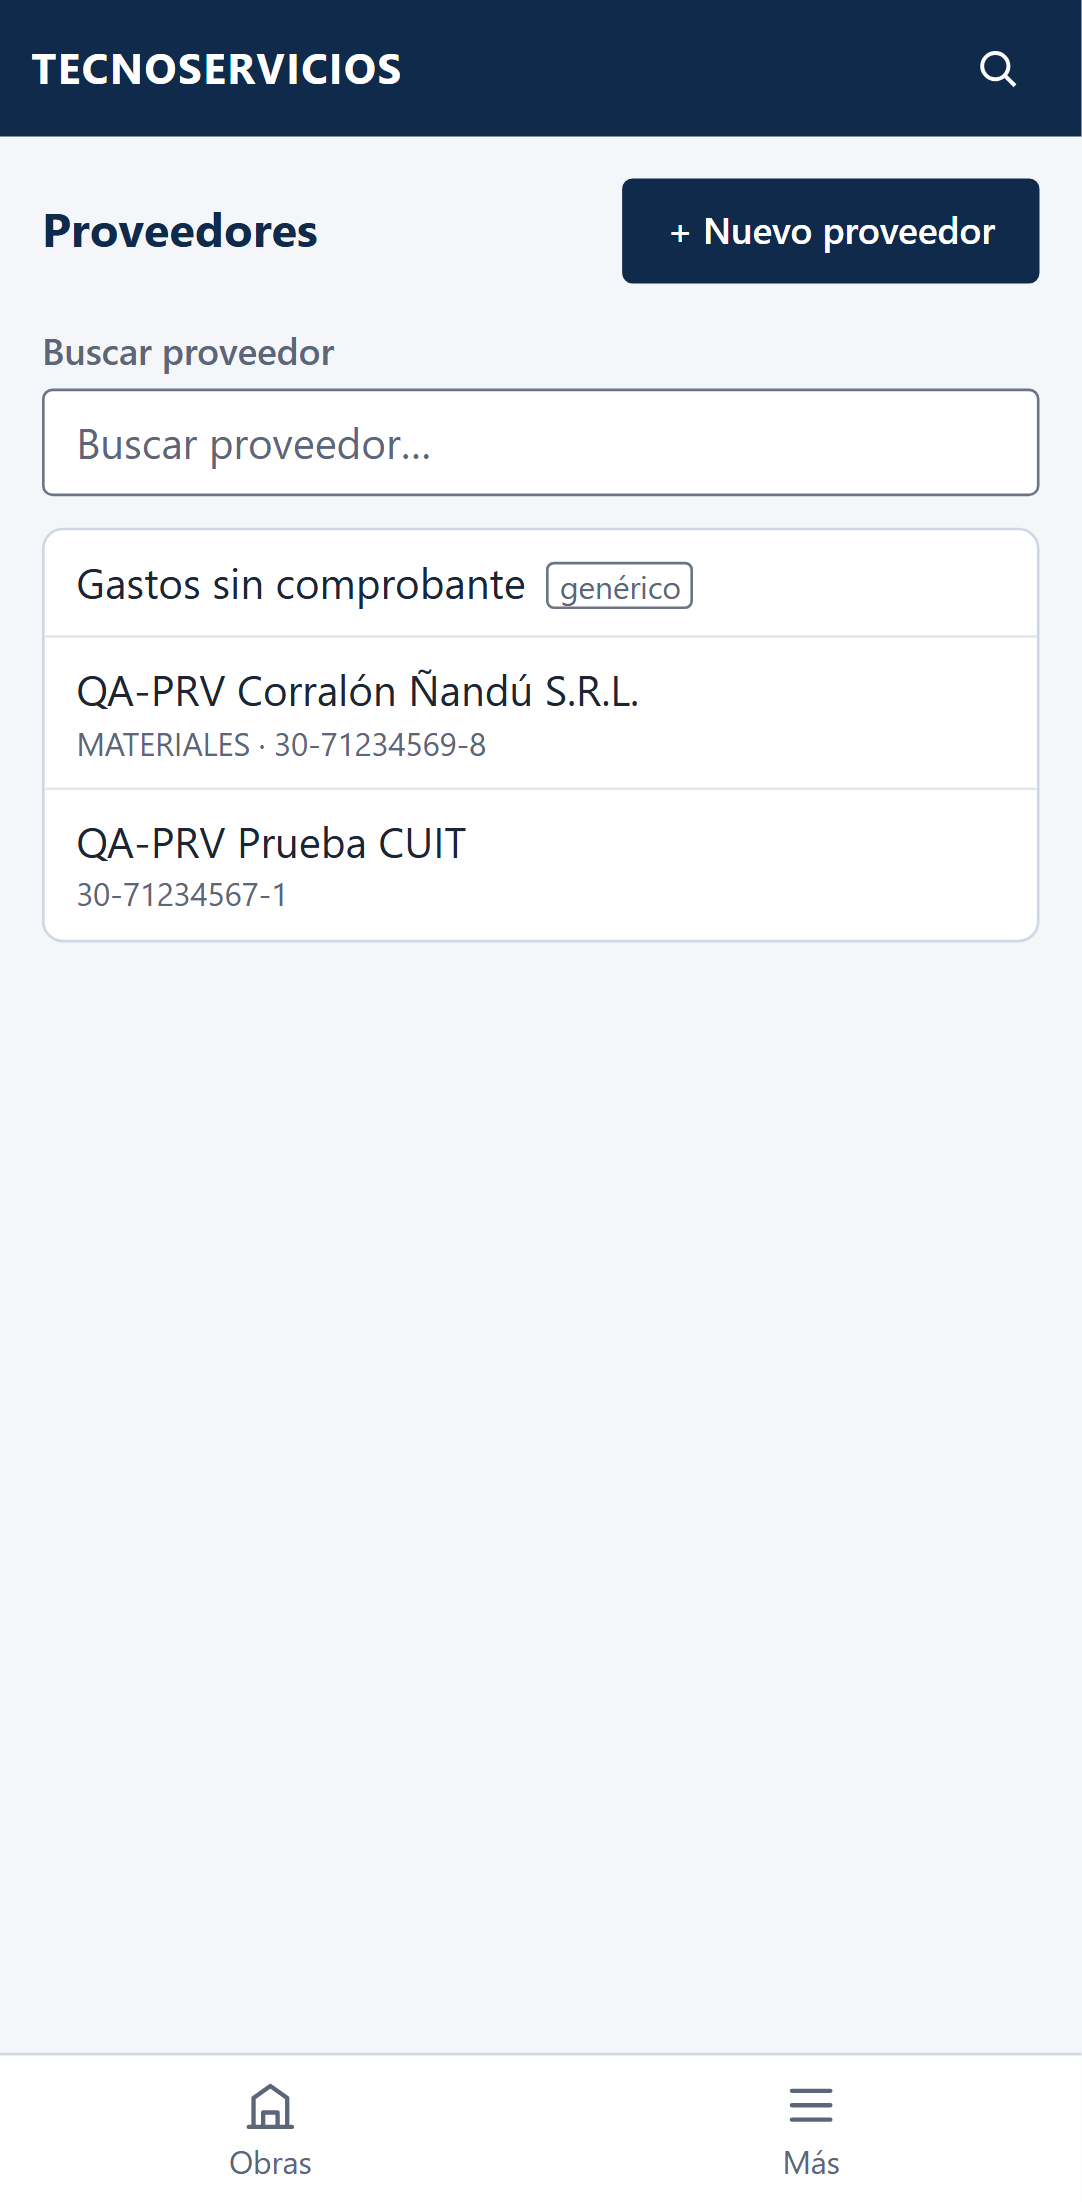 TECNOSERVICIOS
Proveedores
+ Nuevo proveedor
Buscar proveedor
Buscar proveedor...
Gastos sin comprobante genérico
QA-PRV Corralón Ñandú S.R.L.
MATERIALES · 30-71234569-8
QA-PRV Prueba CUIT
30-71234567-1
Obras
Más